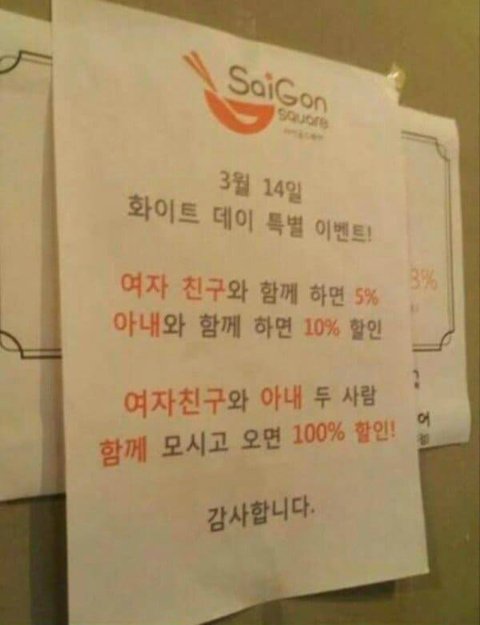 SaiGon
Square
3월 14일
화이트 데이 특별 이벤트!
여자 친구와 함께 하면 5%
아내와 함께 하면 10% 할인
여자친구와 아내 두 사람
함께 모시고 오면 100% 할인!
감사합니다.
8%
어